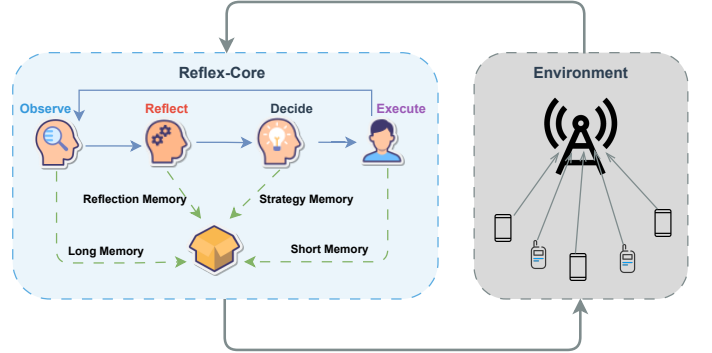 Reflex-Core
Environment
Observe
Reflect
Decide
Execute
Reflection Memory
Strategy Memory
Long Memory
Short Memory